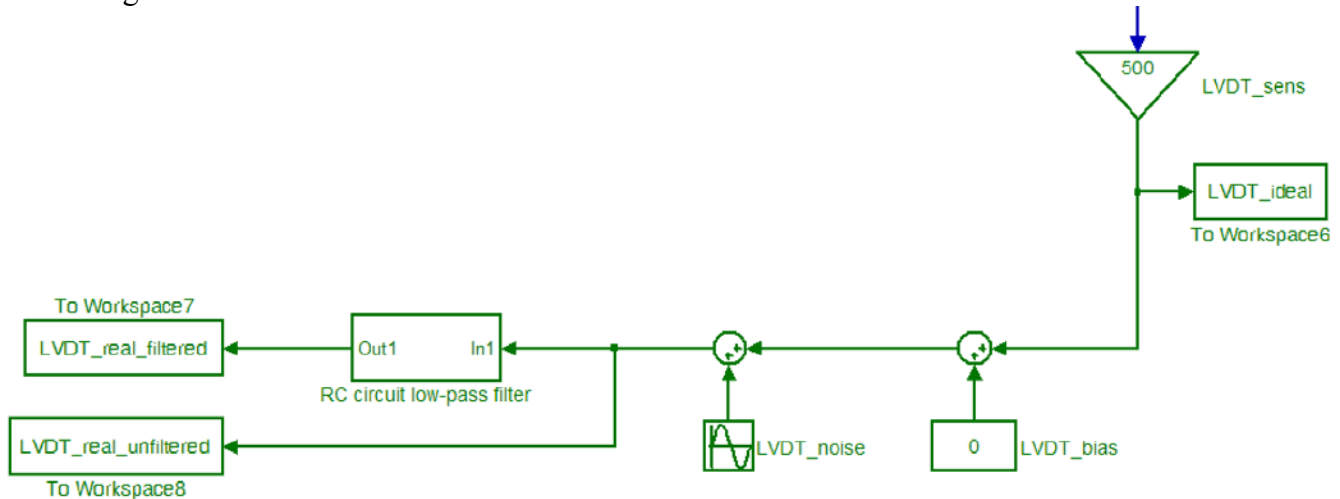 500
LVDT_sens
LVDT_ideal
To Workspace6
To Workspace7
LVDT_real_filtered
Out1
In1
RC circuit low-pass filter
LVDT_real_unfiltered
LVDT_noise
0
LVDT_bias
To Workspace8